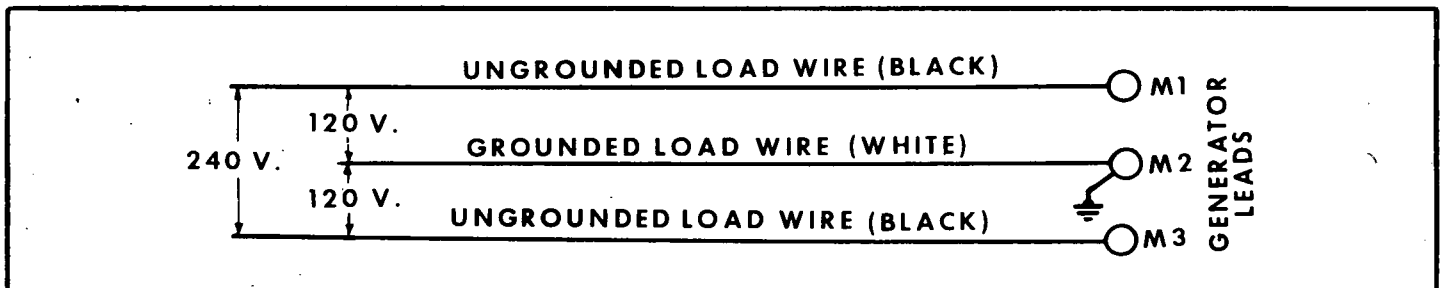 UNGROUNDED LOAD WIRE (BLACK)
M1
120 V.
GROUNDED LOAD WIRE (WHITE)
240 V.
M2
120 V.
UNGROUNDED LOAD WIRE (BLACK)
M3
GENERATOR
LEADS